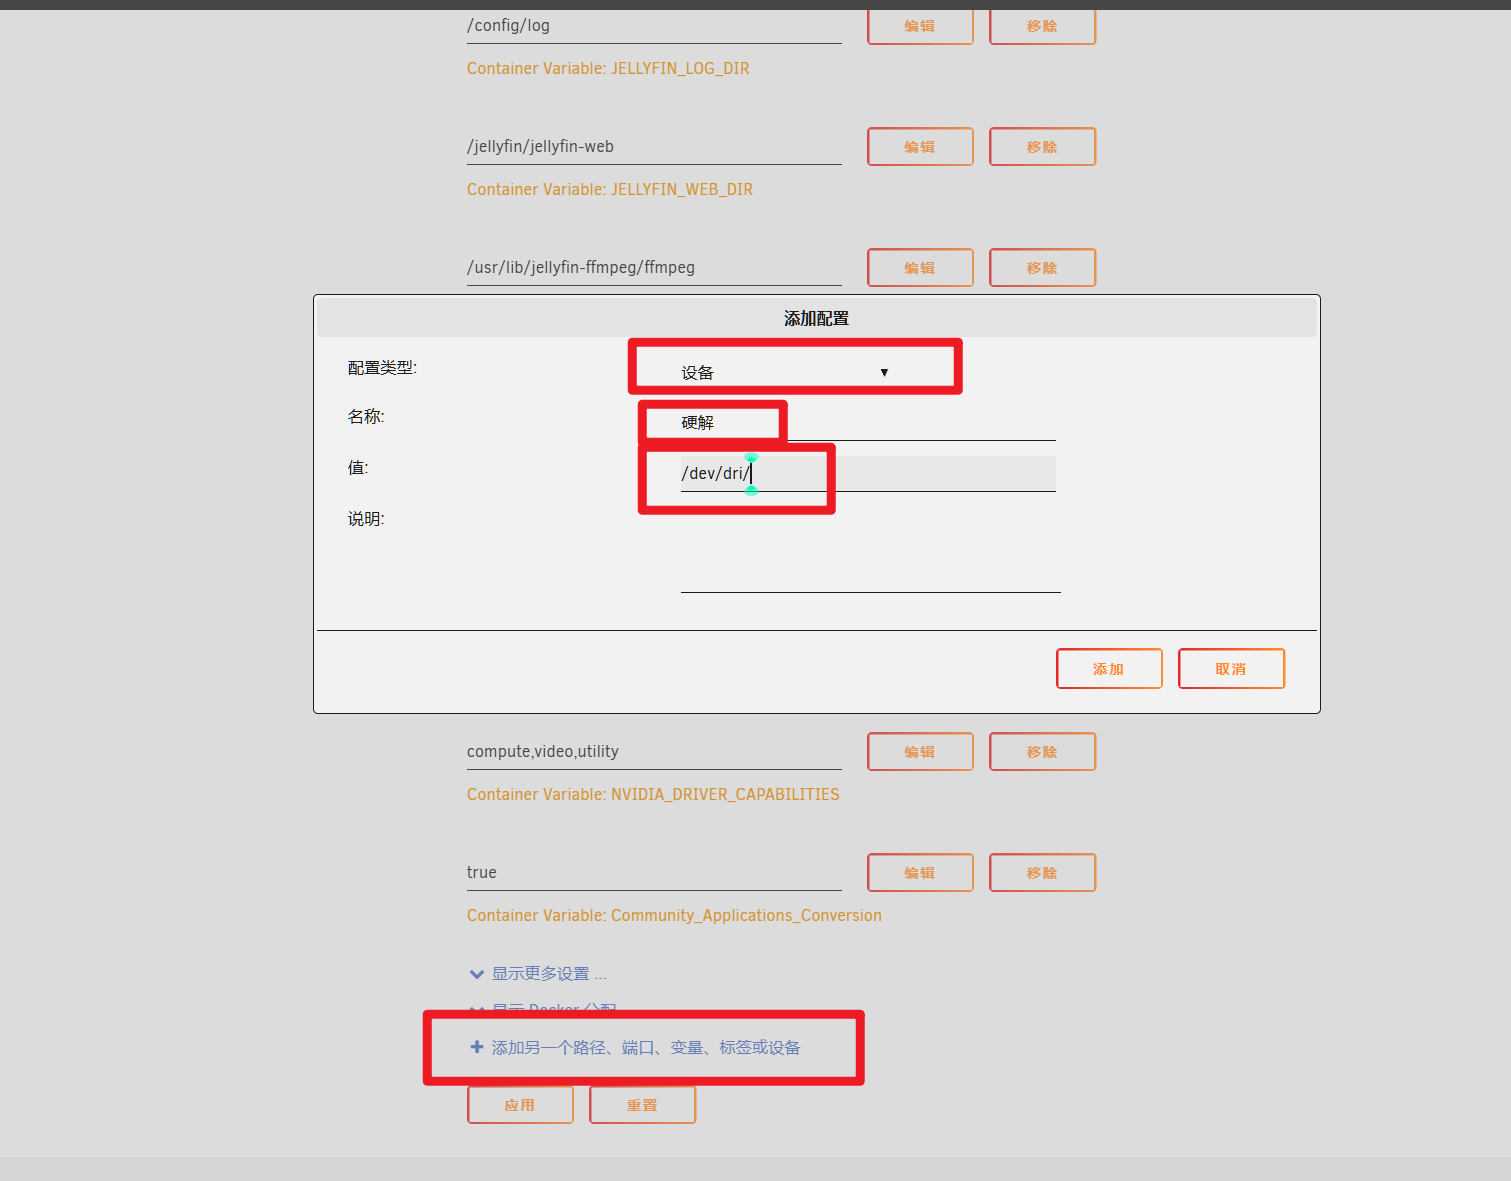 /config/log
编辑
移除
Container Variable: JELLYFIN_LOG_DIR
/jellyfin/jellyfin-web
编辑
移除
Container Variable: JELLYFIN_WEB_DIR
/usr/lib/jellyfin-ffmpeg/ffmpeg
编辑
移除
添加配置
配置类型:
设备
名称:
硬解
值:
/dev/dri/
说明:
添加
取消
compute,video,utility
编辑
移除
Container Variable: NVIDIA_DRIVER_CAPABILITIES
true
编辑
移除
Container Variable: Community_Applications_Conversion
显示更多设置 ...
显示 Docker 分配
添加另一个路径、端口、变量、标签或设备
应用
重置